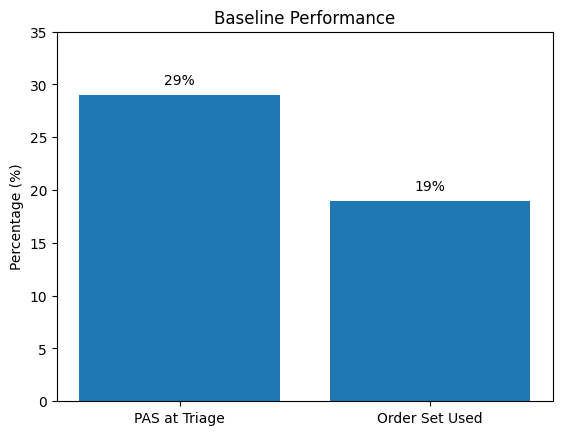 Baseline Performance
35
30
25
20
15
10
5
0
Percentage (%)
29%
19%
PAS at Triage
Order Set Used